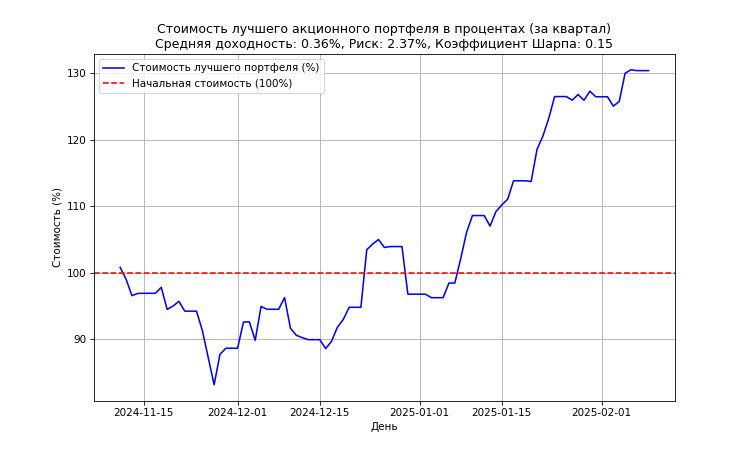 Стоимость лучшего акционного портфеля в процентах (за квартал)
Средняя доходность: 0.36%, Риск: 2.37%, Коэффициент Шарпа: 0.15
Стоимость лучшего портфеля (%)
Начальная стоимость (100%)
Стоимость (%)
130
120
110
100
90
2024-11-15
2024-12-01
2024-12-15
2025-01-01
2025-01-15
2025-02-01
День